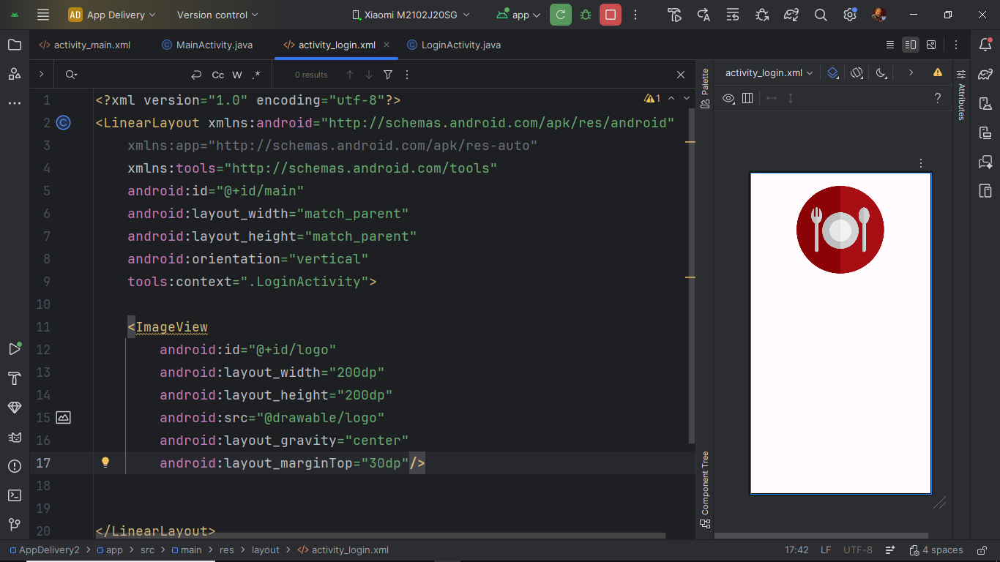 AD App Delivery Version control Xiaomi M2102J20SG app
activity_main.xml MainActivity.java activity_login.xml LoginActivity.java
Cc W .* 0 results
activity_login.xml
Palette
Attributes
?
1 <?xml version="1.0" encoding="utf-8"?> 1
2 <LinearLayout xmlns:android="http://schemas.android.com/apk/res/android"
3 xmlns:app="http://schemas.android.com/apk/res-auto"
4 xmlns:tools="http://schemas.android.com/tools"
5 android:id="@+id/main"
6 android:layout_width="match_parent"
7 android:layout_height="match_parent"
8 android:orientation="vertical"
9 tools:context=".LoginActivity">
10
11 <ImageView
12 android:id="@+id/logo"
13 android:layout_width="200dp"
14 android:layout_height="200dp"
15 android:src="@drawable/logo"
16 android:layout_gravity="center"
17 android:layout_marginTop="30dp"/>
18
19
20 </LinearLayout>
Component Tree
AppDelivery2 > app > src > main > res > layout > activity_login.xml 17:42 LF UTF-8 4 spaces